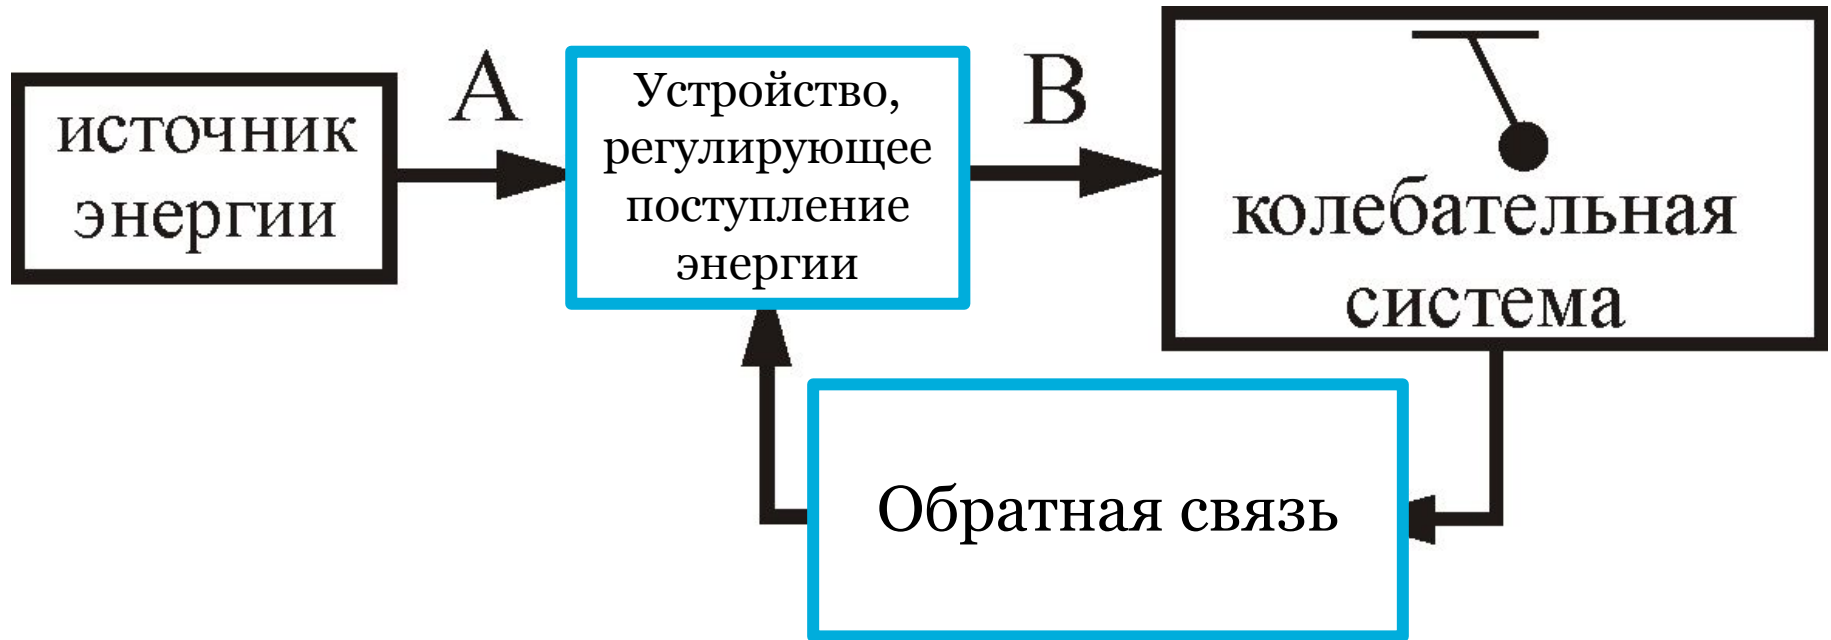 источник
энергии
A
Устройство,
регулирующее
поступление
энергии
B
колебательная
система
Обратная связь